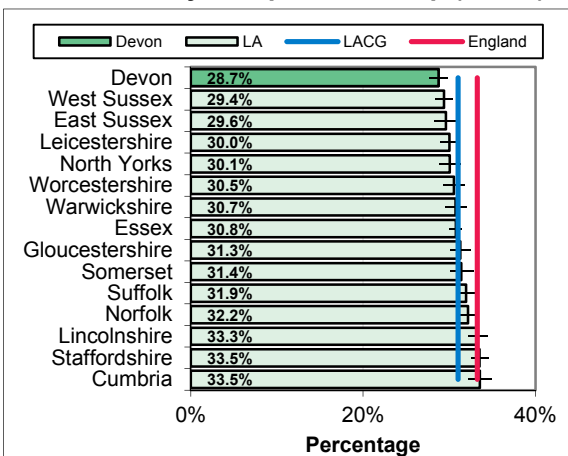 Devon LA LACG England
Devon 28.7%
West Sussex 29.4%
East Sussex 29.6%
Leicestershire 30.0%
North Yorks 30.1%
Worcestershire 30.5%
Warwickshire 30.7%
Essex 30.8%
Gloucestershire 31.3%
Somerset 31.4%
Suffolk 31.9%
Norfolk 32.2%
Lincolnshire 33.3%
Staffordshire 33.5%
Cumbria 33.5%
0% 20% 40%
Percentage